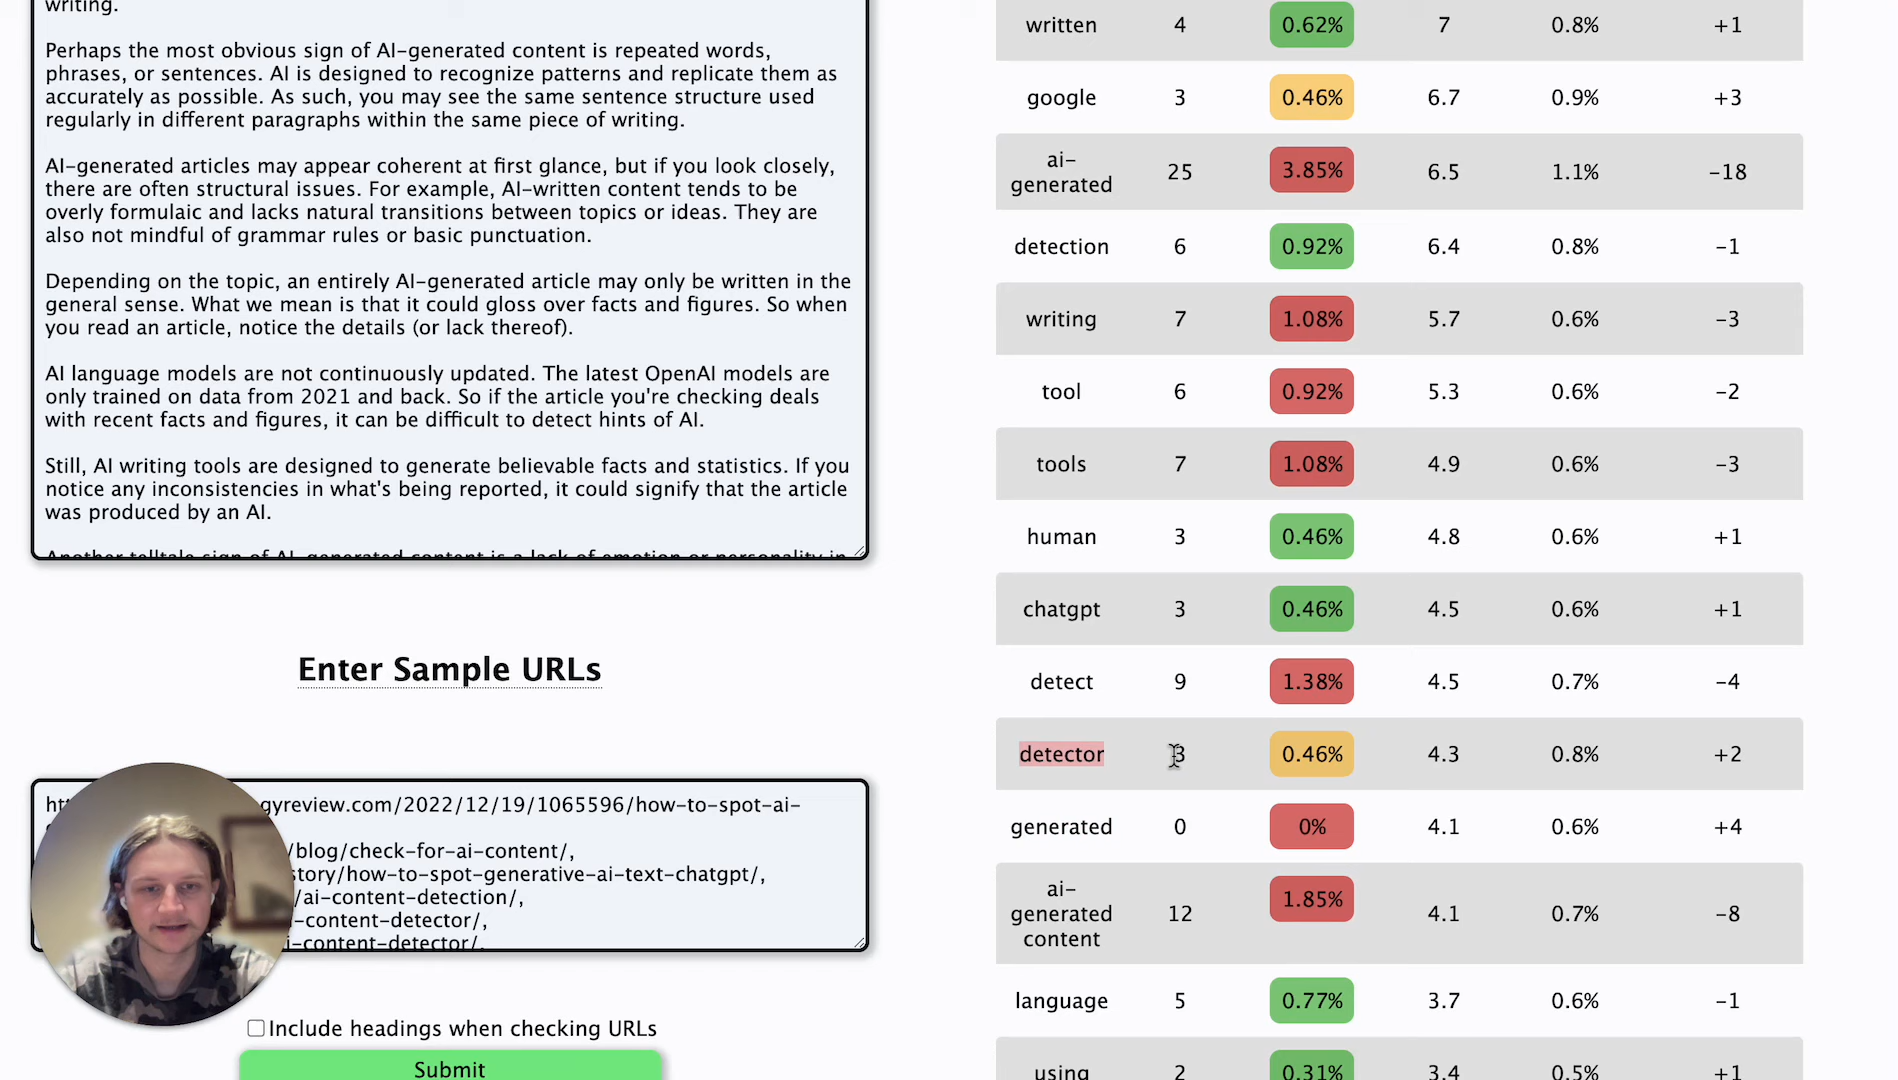 writing.
Perhaps the most obvious sign of AI-generated content is repeated words,
phrases, or sentences. AI is designed to recognize patterns and replicate them as
accurately as possible. As such, you may see the same sentence structure used
regularly in different paragraphs within the same piece of writing.
AI-generated articles may appear coherent at first glance, but if you look closely,
there are often structural issues. For example, AI-written content tends to be
overly formulaic and lacks natural transitions between topics or ideas. They are
also not mindful of grammar rules or basic punctuation.
Depending on the topic, an entirely AI-generated article may only be written in the
general sense. What we mean is that it could gloss over facts and figures. So when
you read an article, notice the details (or lack thereof).
AI language models are not continuously updated. The latest OpenAI models are
only trained on data from 2021 and back. So if the article you're checking deals
with recent facts and figures, it can be difficult to detect hints of AI.
Still, AI writing tools are designed to generate believable facts and statistics. If you
notice any inconsistencies in what's being reported, it could signify that the article
was produced by an AI.
Another telltale sign of AI-generated content is a lack of emotion or personality in
Enter Sample URLs
gyreview.com/2022/12/19/1065596/how-to-spot-ai-
/blog/check-for-ai-content/,
story/how-to-spot-generative-ai-text-chatgpt/,
/ai-content-detection/,
-content-detector/,
i-content-detector/,
Include headings when checking URLs
Submit
written 4 0.62% 7 0.8% +1
google 3 0.46% 6.7 0.9% +3
ai-
generated 25 3.85% 6.5 1.1% -18
detection 6 0.92% 6.4 0.8% -1
writing 7 1.08% 5.7 0.6% -3
tool 6 0.92% 5.3 0.6% -2
tools 7 1.08% 4.9 0.6% -3
human 3 0.46% 4.8 0.6% +1
chatgpt 3 0.46% 4.5 0.6% +1
detect 9 1.38% 4.5 0.7% -4
detector 3 0.46% 4.3 0.8% +2
generated 0 0% 4.1 0.6% +4
ai-
generated 12 1.85% 4.1 0.7% -8
content
language 5 0.77% 3.7 0.6% -1
using 2 0.31% 3.4 0.5% +1